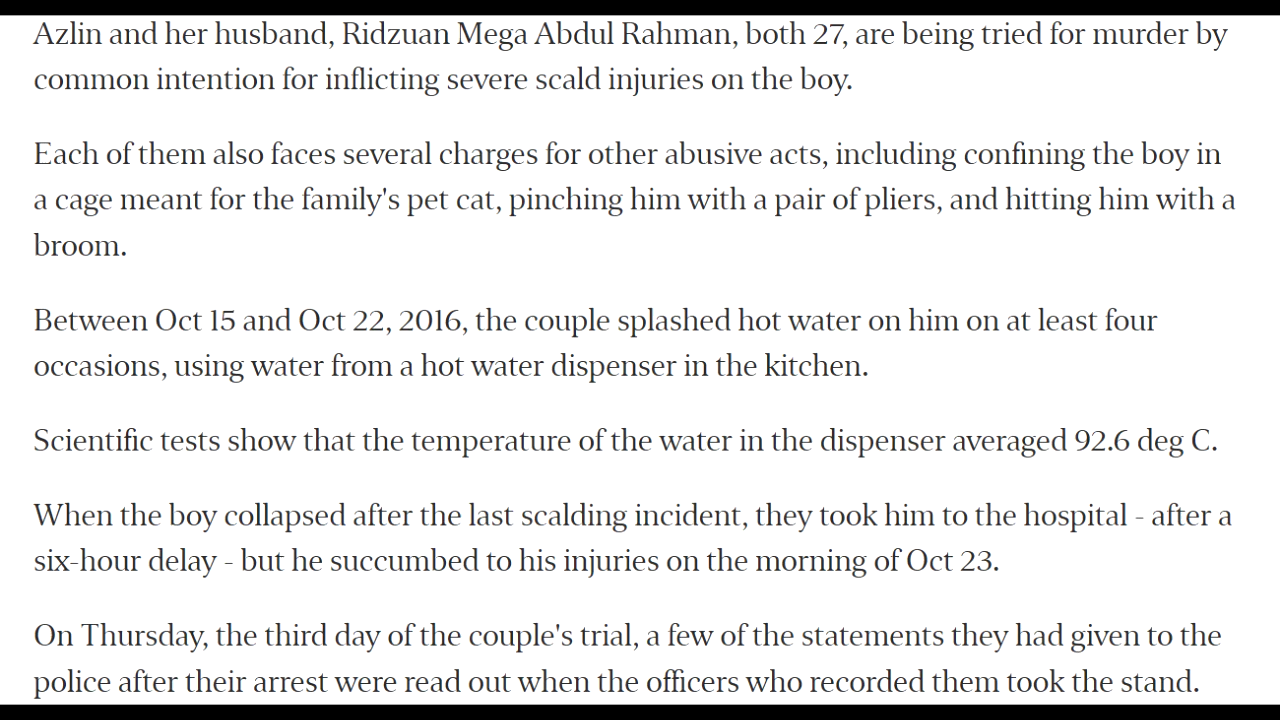 Azlin and her husband, Ridzuan Mega Abdul Rahman, both 27, are being tried for murder by
common intention for inflicting severe scald injuries on the boy.
Each of them also faces several charges for other abusive acts, including confining the boy in
a cage meant for the family's pet cat, pinching him with a pair of pliers, and hitting him with a
broom.
Between Oct 15 and Oct 22, 2016, the couple splashed hot water on him on at least four
occasions, using water from a hot water dispenser in the kitchen.
Scientific tests show that the temperature of the water in the dispenser averaged 92.6 deg C.
When the boy collapsed after the last scalding incident, they took him to the hospital - after a
six-hour delay - but he succumbed to his injuries on the morning of Oct 23.
On Thursday, the third day of the couple's trial, a few of the statements they had given to the
police after their arrest were read out when the officers who recorded them took the stand.